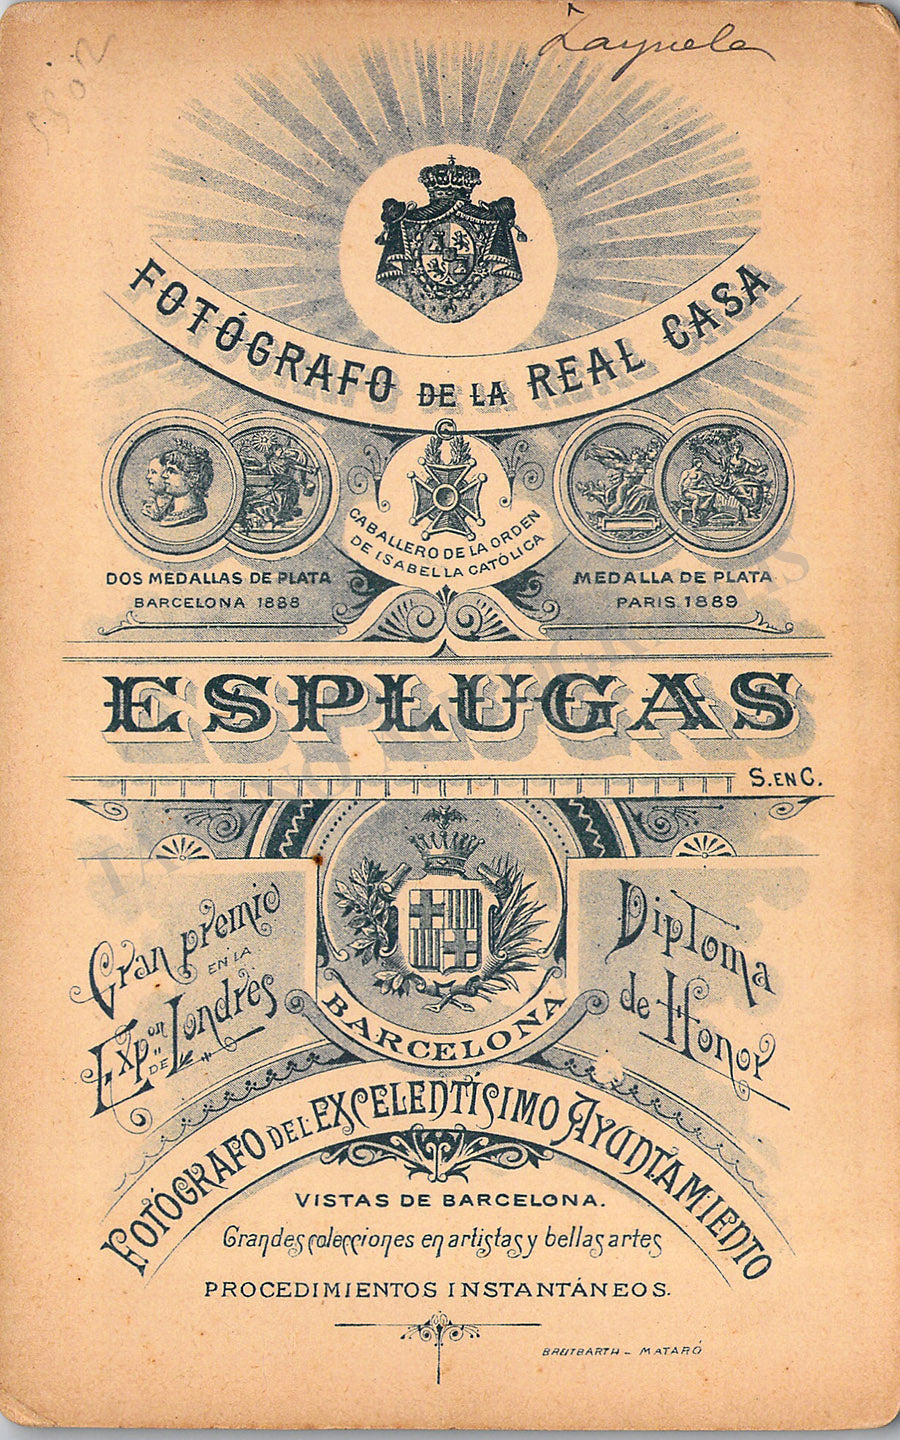 FOTÓGRAFO DE LA REAL CASA
CABALLERO DE LA ORDEN
DE ISABEL LA CATÓLICA
DOS MEDALLAS DE PLATA
BARCELONA 1888
MEDALLA DE PLATA
PARIS.1889
ESPLUGAS
S. EN C.
Gran premio
EN LA
Expon DE Londres
Diploma
de Honor
BARCELONA
FOTÓGRAFO DEL EXCELENTÍSIMO AYUNTAMIENTO
VISTAS DE BARCELONA.
Grandes colecciones en artistas y bellas artes
PROCEDIMIENTOS INSTANTÁNEOS.
BREITBARTH - MATARÓ